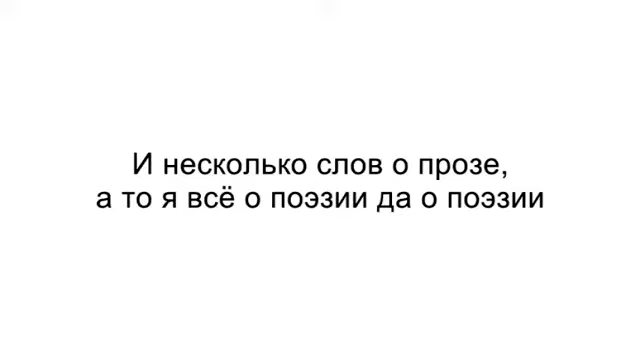 И несколько слов о прозе,
а то я всё о поэзии да о поэзии